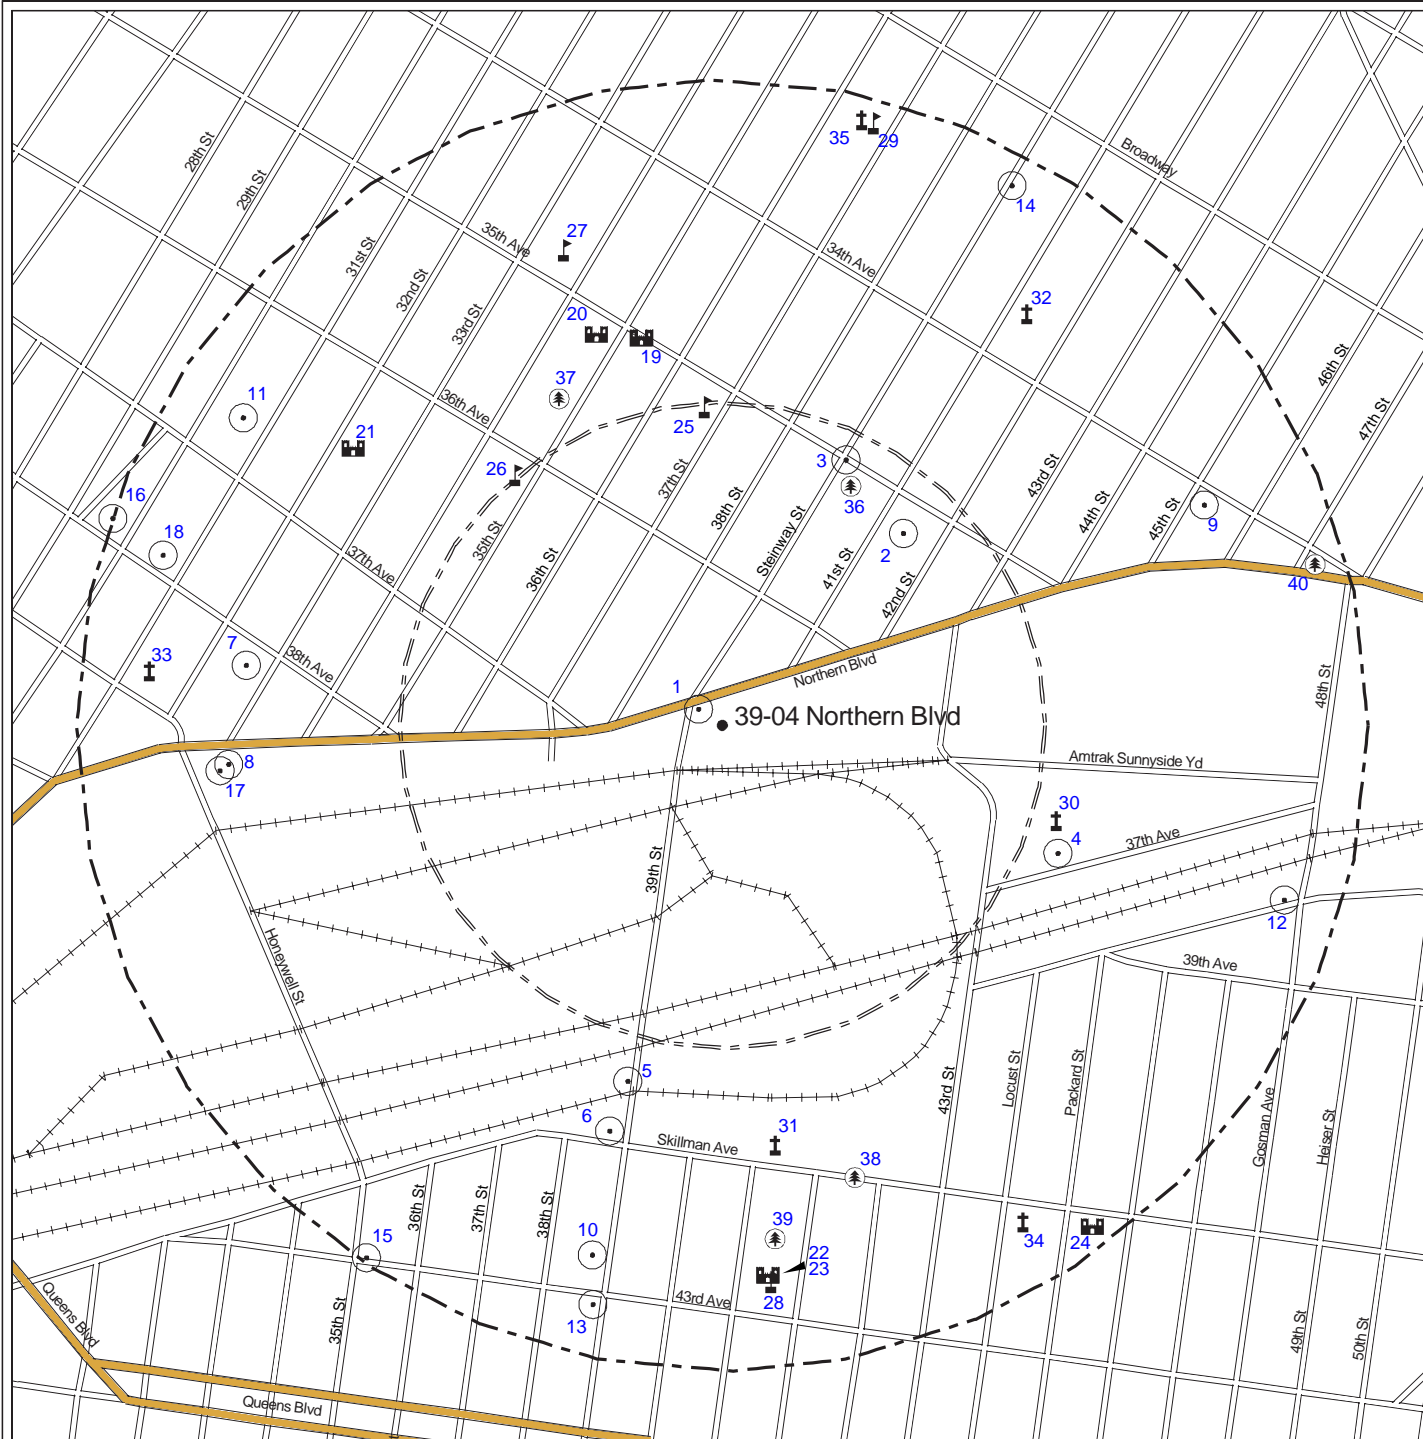 28th St
29th St
31st St
32nd St
33rd St
35th Ave
27
35
29
14
Broadway
34th Ave
32
20
19
37
36th Ave
11
21
25
26
3
36
2
37th St
38th St
Steinway St
41st St
42nd St
43rd St
44th St
45th St
46th St
47th St
9
40
16
18
37th Ave
35th St
36th St
33
7
38th Ave
1
Northern Blvd
39-04 Northern Blvd
48th St
8
17
Amtrak Sunnyside Yd
30
4
37th Ave
39th St
12
Honeywell St
39th Ave
5
6
31
Skillman Ave
38
43rd St
Locust St
Packard St
Gosman Ave
Heiser St
36th St
37th St
38th St
15
10
39
22
23
28
34
24
13
43rd Ave
35th St
49th St
50th St
Queens Blvd
Queens Blvd